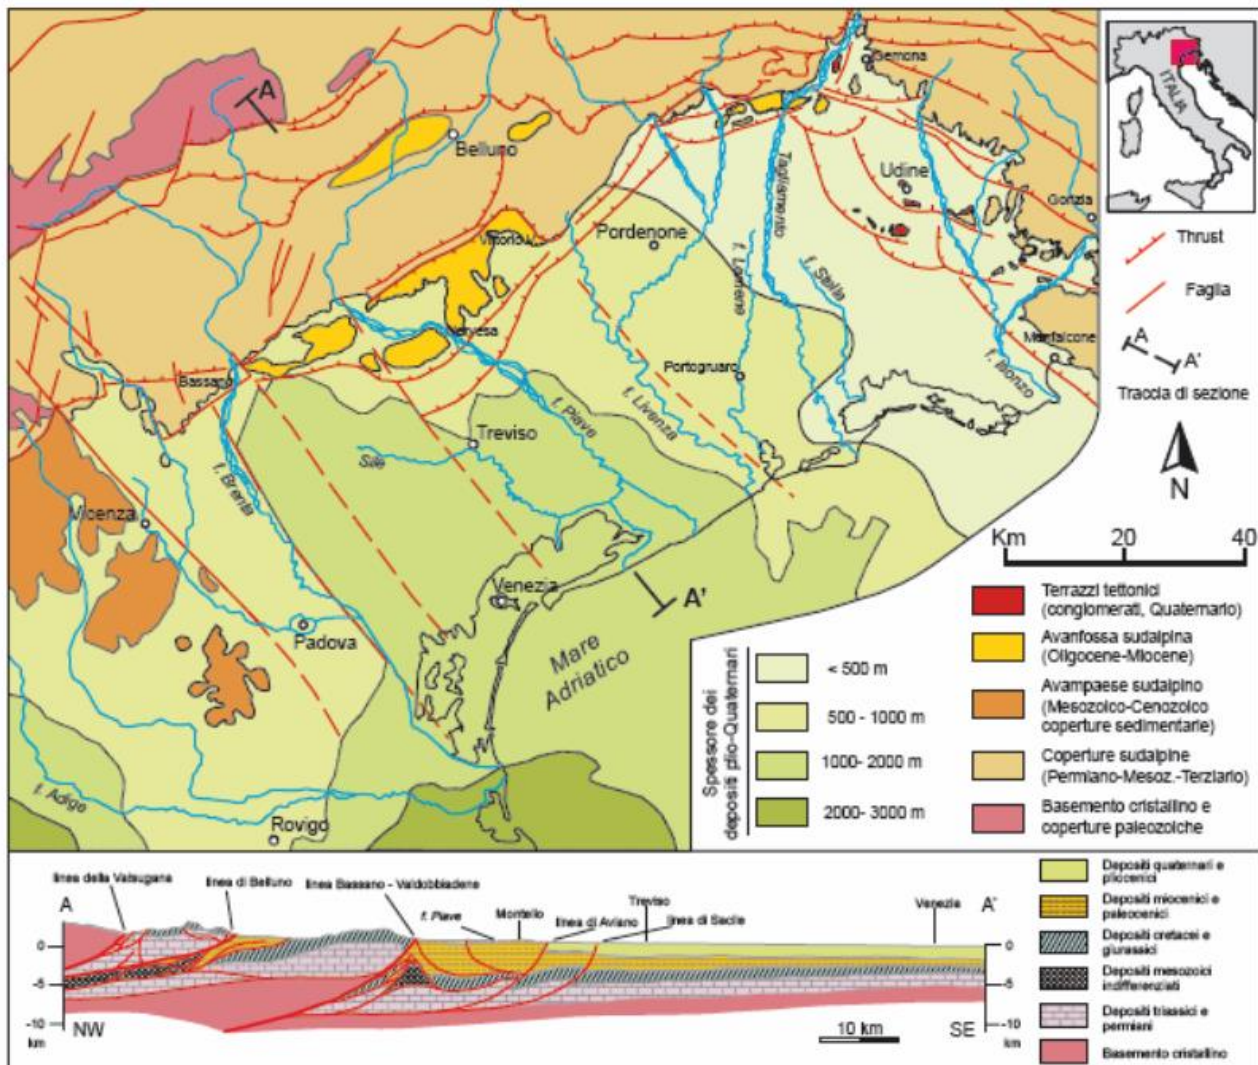 A
Belluno
Gemona
Udine
Gorizia
Tagliamento
Vittorio V.
Pordenone
f. Lemene
f. Stella
Monfalcone
f. Isonzo
Nervesa
Bassano
Portogruaro
f. Piave
f. Livenza
Treviso
Sile
f. Brenta
Vicenza
Venezia
A'
Padova
Mare
Adriatico
f. Adige
Rovigo
ITALIA
Thrust
Faglia
A
A'
Traccia di sezione
N
Km 20 40
Spessore dei
depositi plio-Quaternari
< 500 m
500 - 1000 m
1000- 2000 m
2000- 3000 m
Terrazzi tettonici
(conglomerati, Quaternario)
Avanfossa sudalpina
(Oligocene-Miocene)
Avampaese sudalpino
(Mesozoico-Cenozoico
coperture sedimentarie)
Coperture sudalpine
(Permiano-Mesoz.-Terziario)
Basamento cristallino e
coperture paleozoiche
linea della Valsugana
linea di Belluno
linea Bassano - Valdobbiadene
f. Piave
Montello
linea di Aviano
Treviso
linea di Sacile
Venezia
A
A'
0
-5
-10
km
NW
10 km
SE
0
-5
-10
km
Depositi quaternari e
pliocenici
Depositi miocenici e
paleocenici
Depositi cretacei e
giurassici
Depositi mesozoici
indifferenziati
Depositi triassici e
permiani
Basamento cristallino